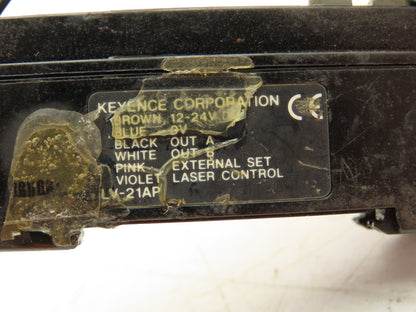 KEYENCE CORPORATION CE
BROWN 12-24V
BLUE 0V
BLACK OUT A
WHITE OUT B
PINK EXTERNAL SET
VIOLET LASER CONTROL
LV-21AP